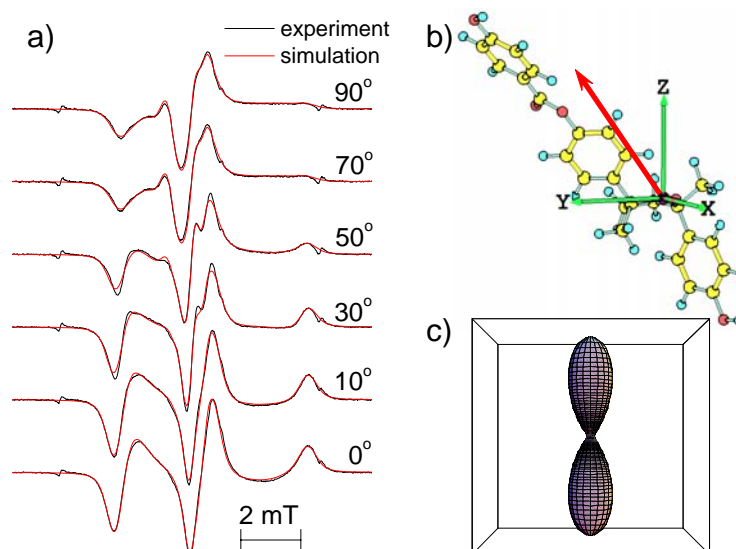 a)
experiment
simulation
90°
70°
50°
30°
10°
0°
2 mT
b)
Z
Y
X
c)